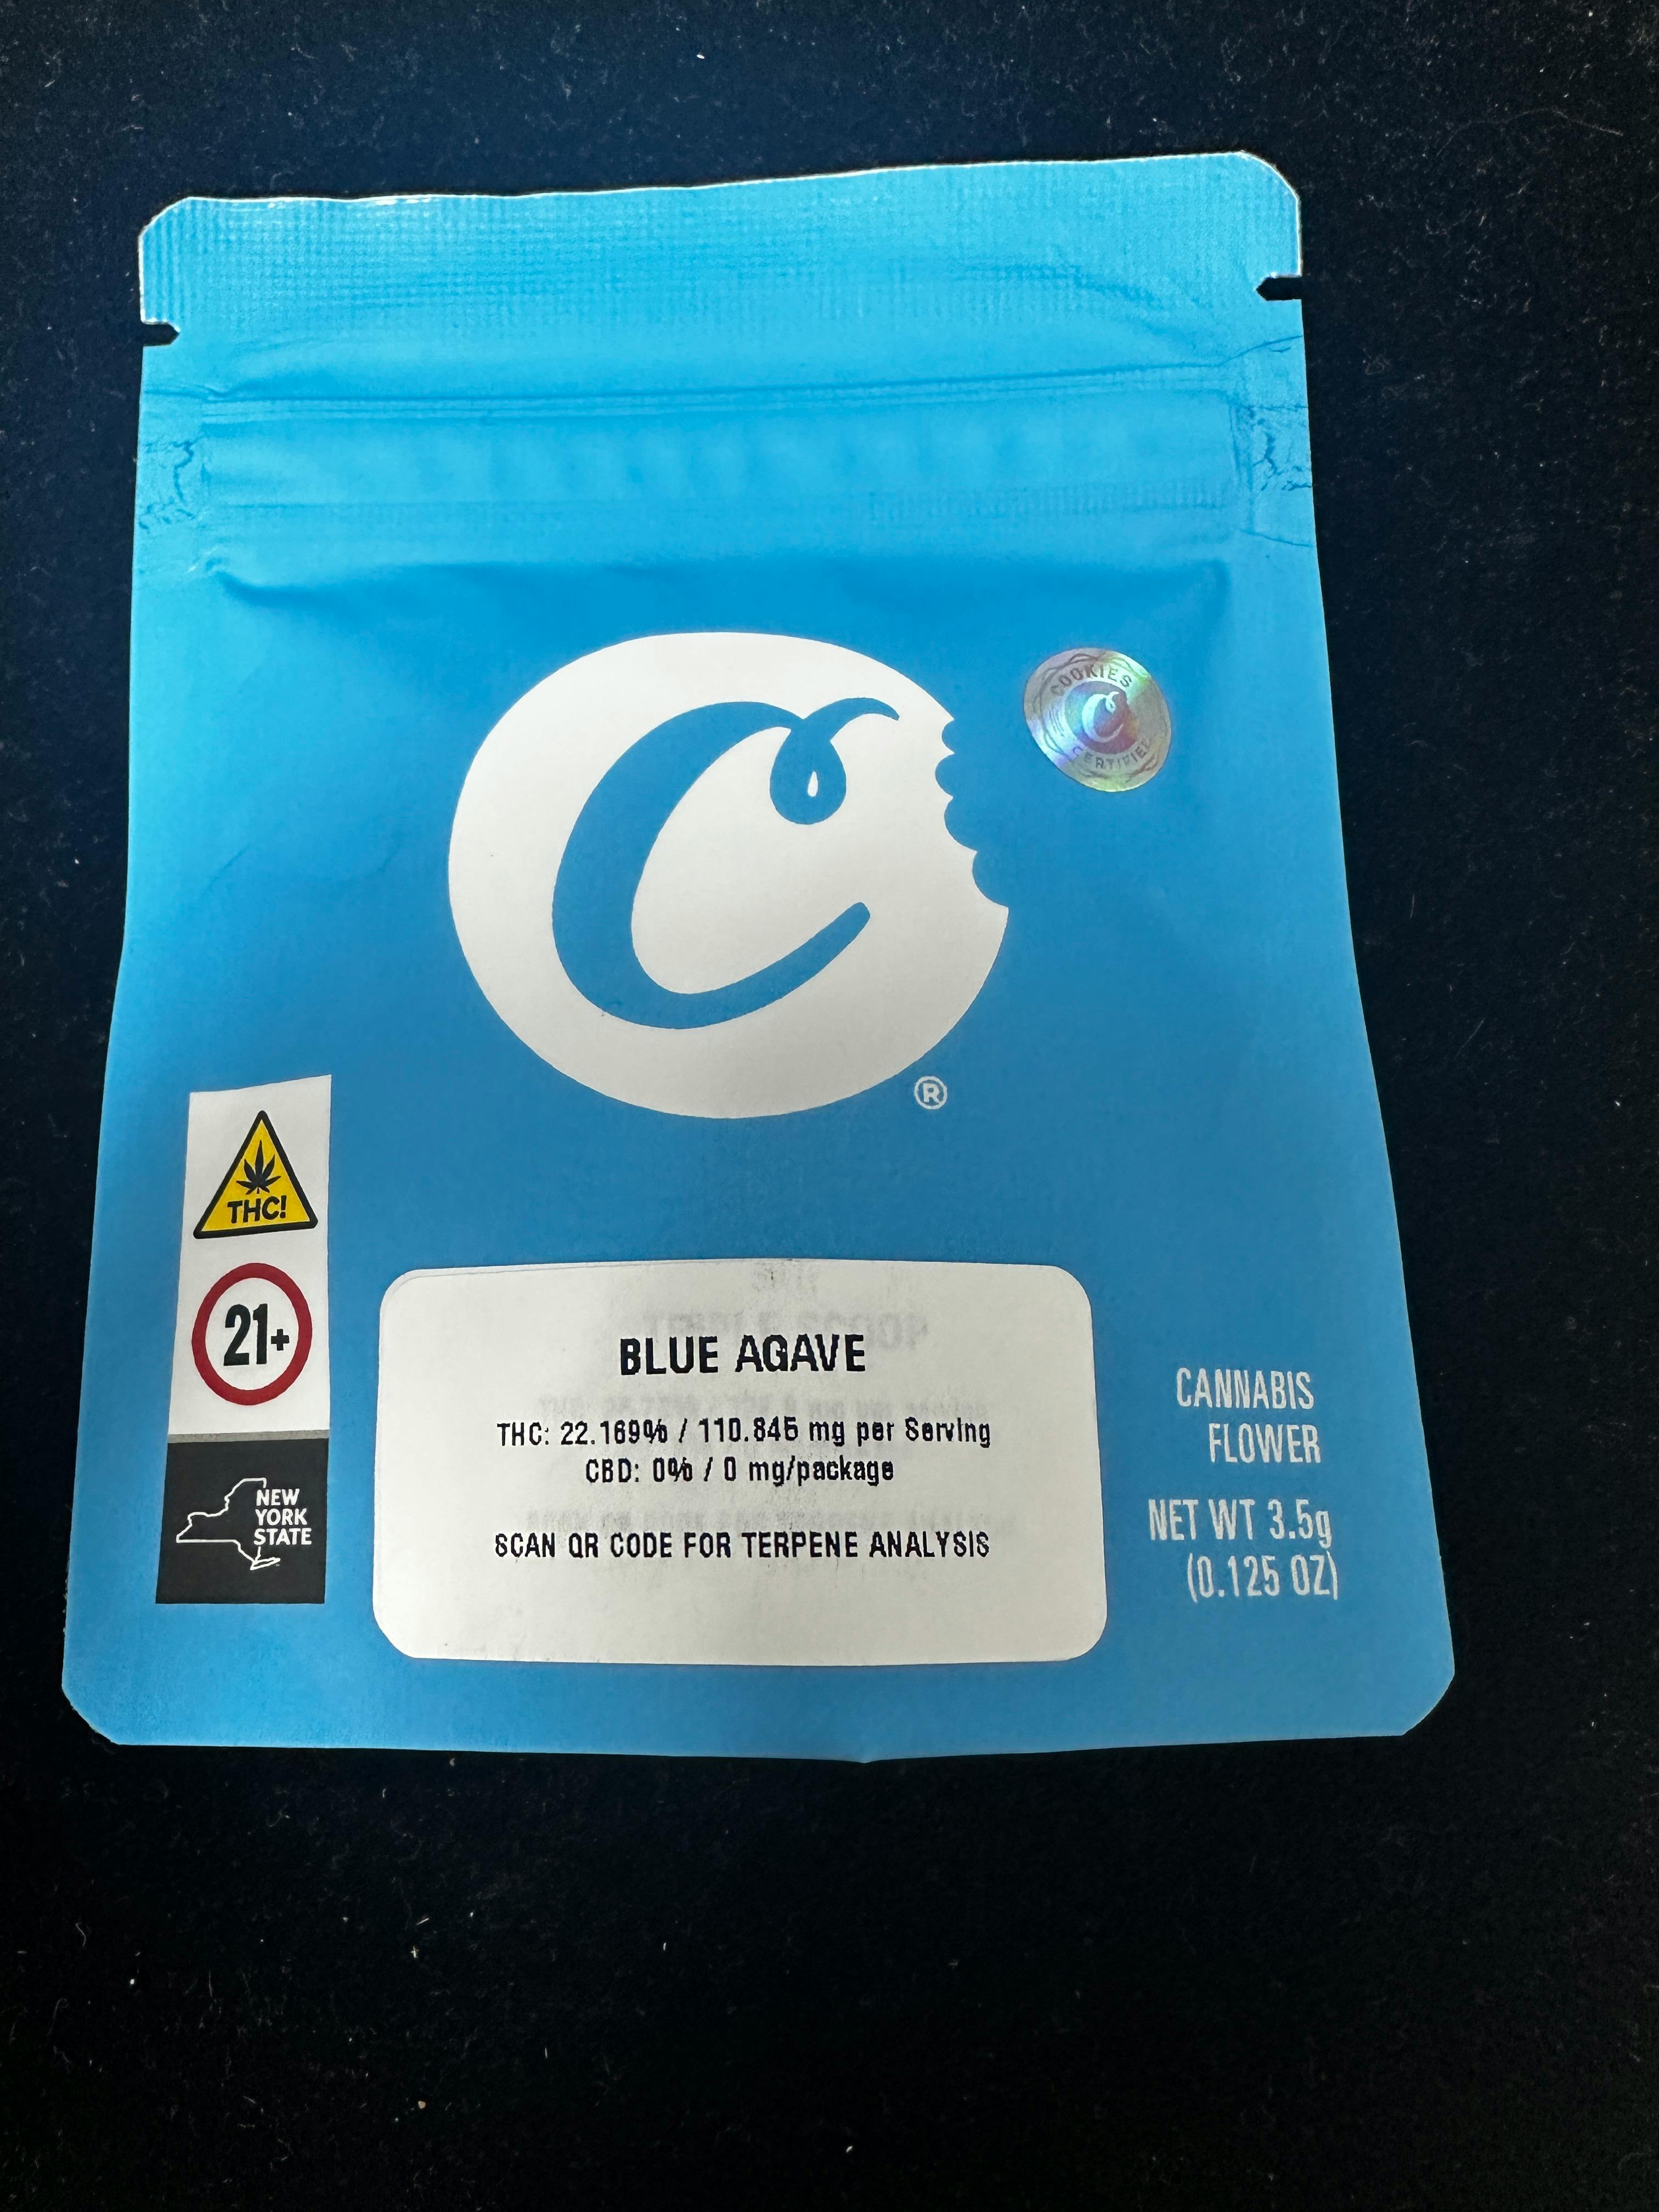 COOKIES
C
CERTIFIED
C
®
THC!
21+
NEW
YORK
STATE
BLUE AGAVE
THC: 22.169% / 110.845 mg per Serving
CBD: 0% / 0 mg/package
SCAN QR CODE FOR TERPENE ANALYSIS
CANNABIS
FLOWER
NET WT 3.5g
(0.125 OZ)